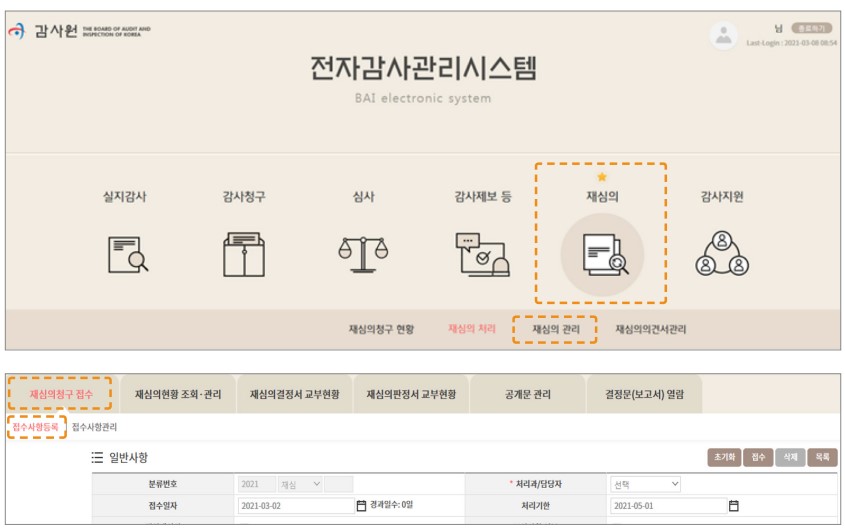 감사원 THE BOARD OF AUDIT AND INSPECTION OF KOREA
님 종료하기
Last-Login : 2021-03-08 08:54
전자감사관리시스템
BAI electronic system
실지감사 감사청구 심사 감사제보 등 재심의 감사지원
재심의청구 현황 재심의 처리 재심의 관리 재심의의견서관리
재심의청구 접수 재심의현황 조회·관리 재심의결정서 교부현황 재심의판정서 교부현황 공개문 관리 결정문(보고서) 열람
접수사항등록 접수사항관리
일반사항 초기화 접수 삭제 목록
분류번호 2021 재심 * 처리과/담당자 선택
접수일자 2021-03-02 경과일수: 0일 처리기한 2021-05-01